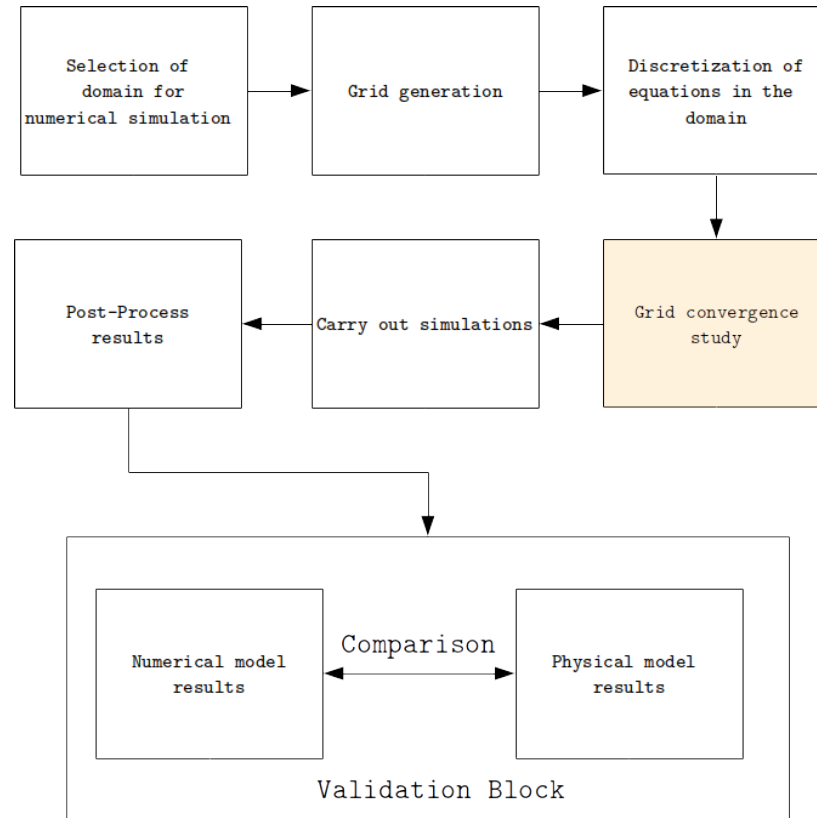 Selection of
domain for
numerical simulation
Grid generation
Discretization of
equations in the
domain
Post-Process
results
Carry out simulations
Grid convergence
study
Numerical model
results
Comparison
Physical model
results
Validation Block